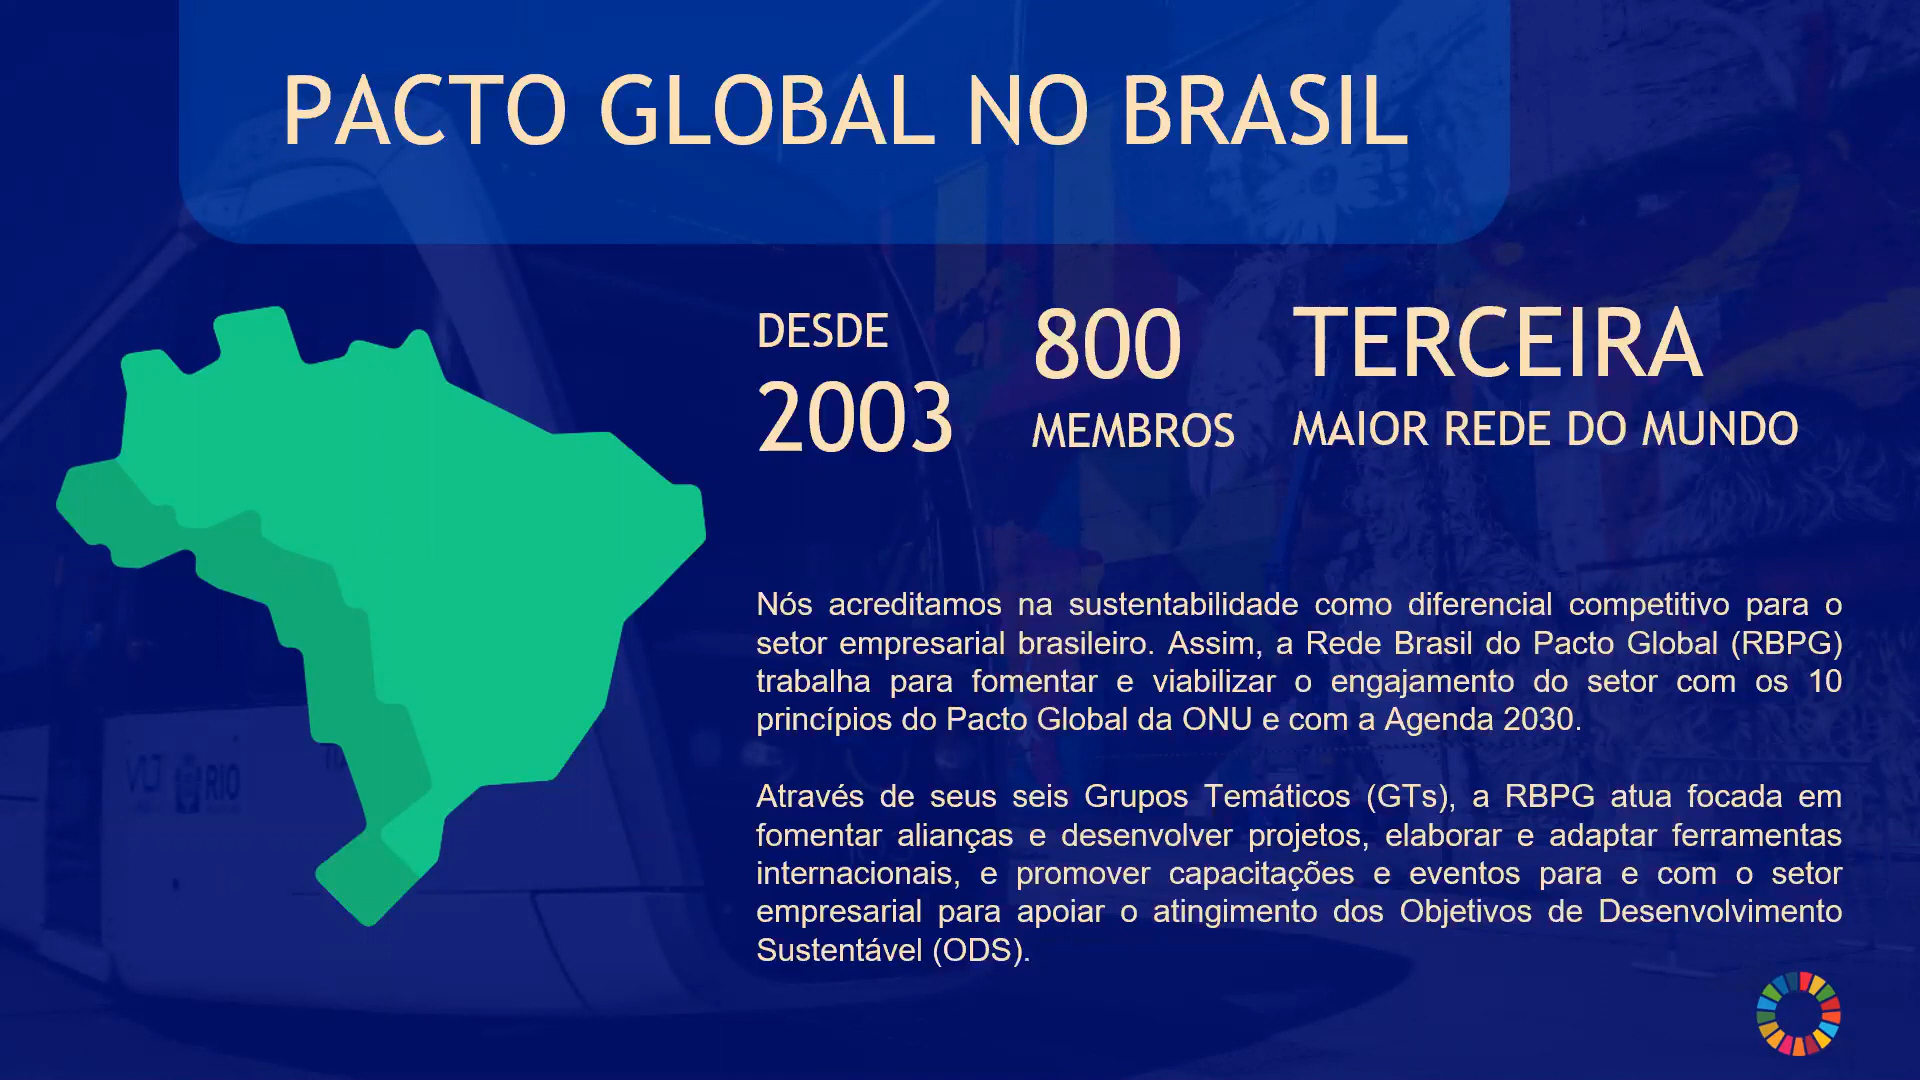 PACTO GLOBAL NO BRASIL
DESDE
2003
800
MEMBROS
TERCEIRA
MAIOR REDE DO MUNDO
Nós acreditamos na sustentabilidade como diferencial competitivo para o
setor empresarial brasileiro. Assim, a Rede Brasil do Pacto Global (RBPG)
trabalha para fomentar e viabilizar o engajamento do setor com os 10
princípios do Pacto Global da ONU e com a Agenda 2030.
Através de seus seis Grupos Temáticos (GTs), a RBPG atua focada em
fomentar alianças e desenvolver projetos, elaborar e adaptar ferramentas
internacionais, e promover capacitações e eventos para e com o setor
empresarial para apoiar o atingimento dos Objetivos de Desenvolvimento
Sustentável (ODS).
VLT RIO